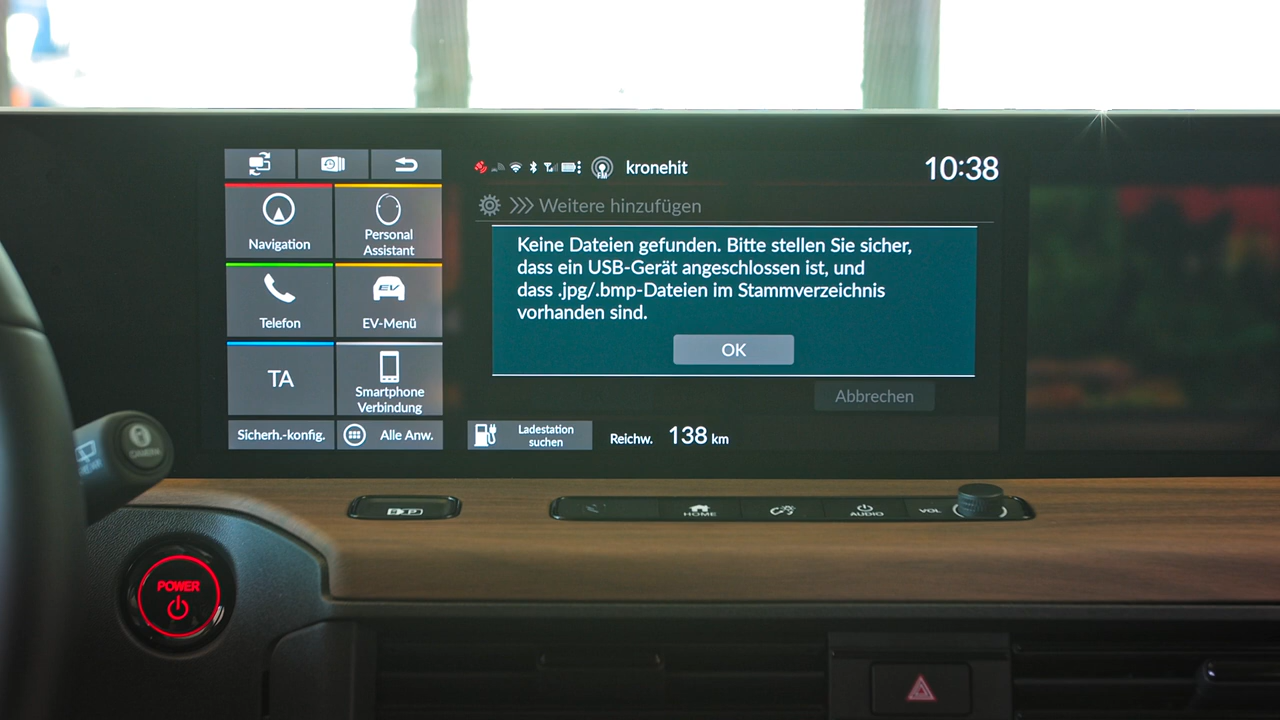 kronehit
10:38
Weitere hinzufügen
Navigation
Personal
Assistant
Keine Dateien gefunden. Bitte stellen Sie sicher,
dass ein USB-Gerät angeschlossen ist, und
dass .jpg/.bmp-Dateien im Stammverzeichnis
vorhanden sind.
OK
Telefon
EV
EV-Menü
TA
Smartphone
Verbindung
Abbrechen
Sicherh.-konfig.
Alle Anw.
Ladestation
suchen
Reichw. 138 km
CAMERA
HOME
AUDIO
VOL
POWER